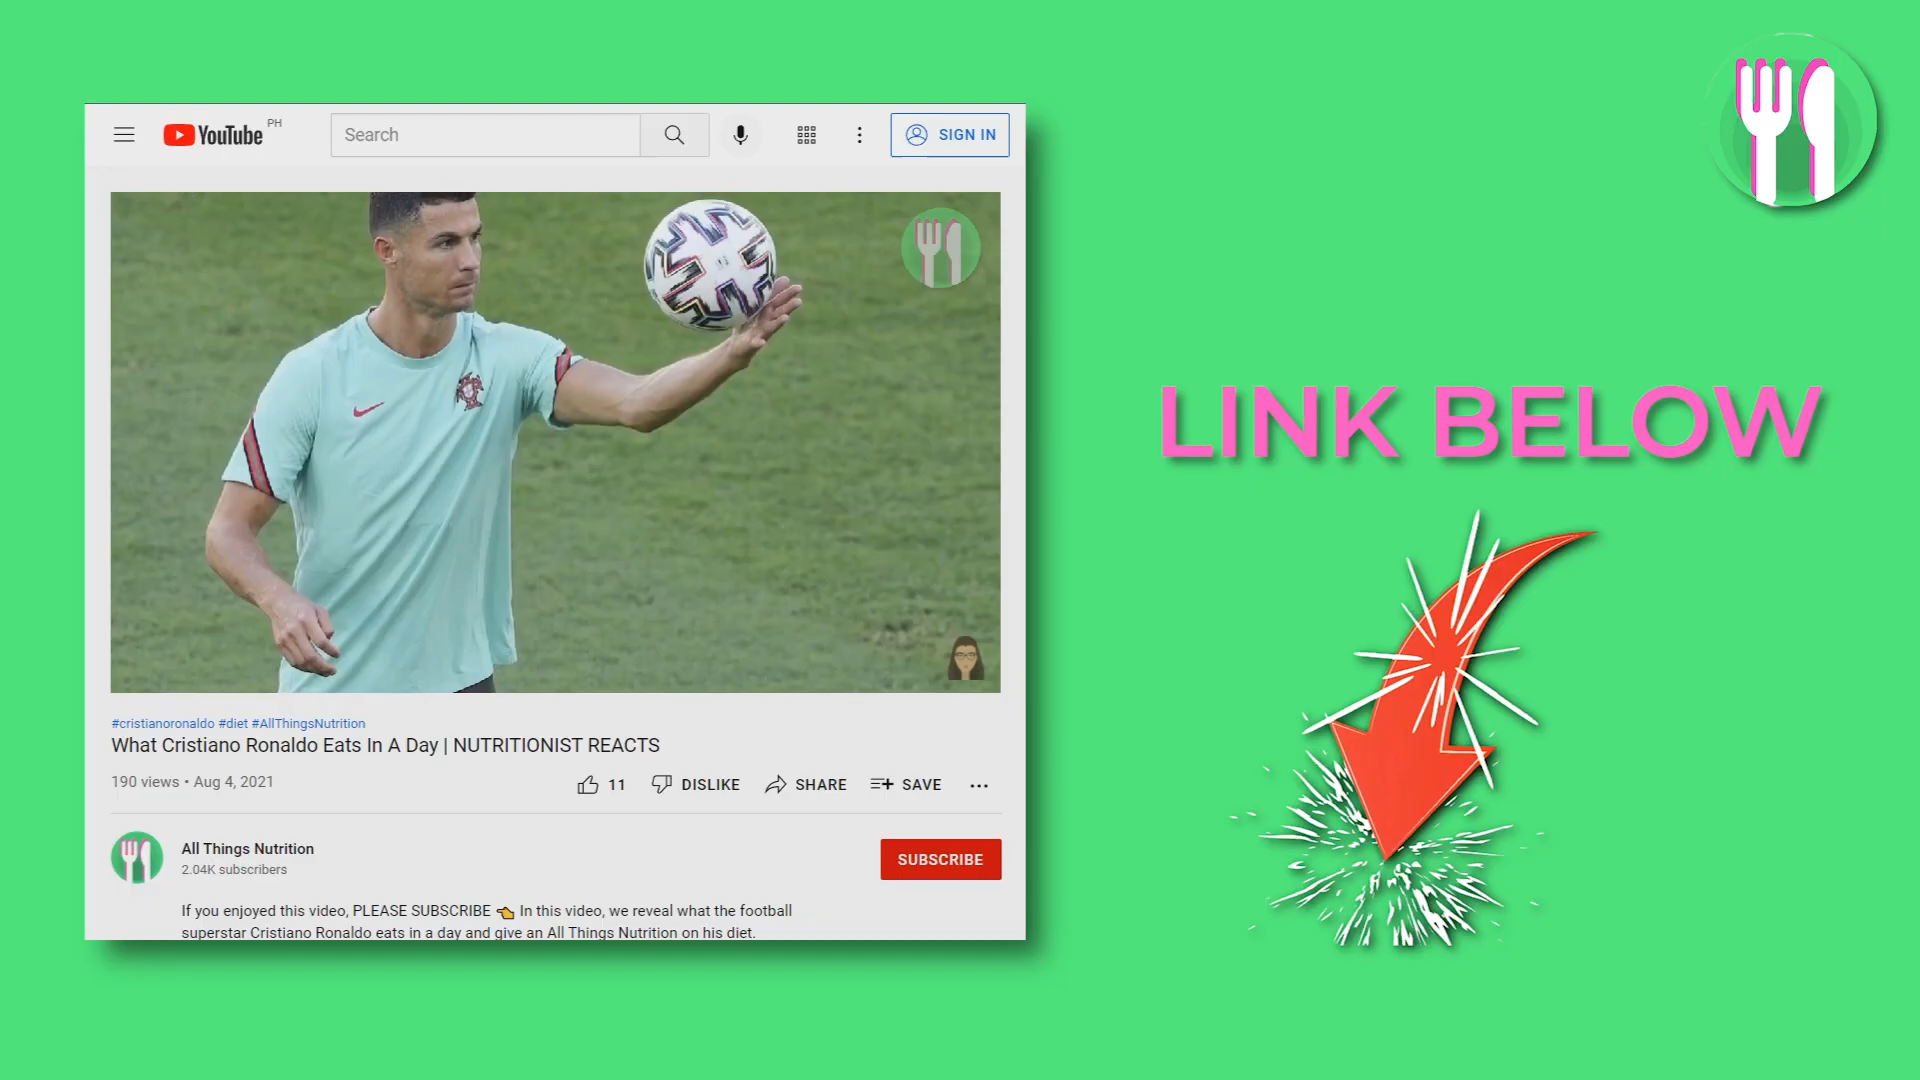 YouTube PH
Search
SIGN IN
LINK BELOW
#cristianoronaldo #diet #AllThingsNutrition
What Cristiano Ronaldo Eats In A Day | NUTRITIONIST REACTS
190 views • Aug 4, 2021
11 DISLIKE SHARE SAVE
All Things Nutrition
2.04K subscribers
SUBSCRIBE
If you enjoyed this video, PLEASE SUBSCRIBE 👈 In this video, we reveal what the football
superstar Cristiano Ronaldo eats in a day and give an All Things Nutrition on his diet.